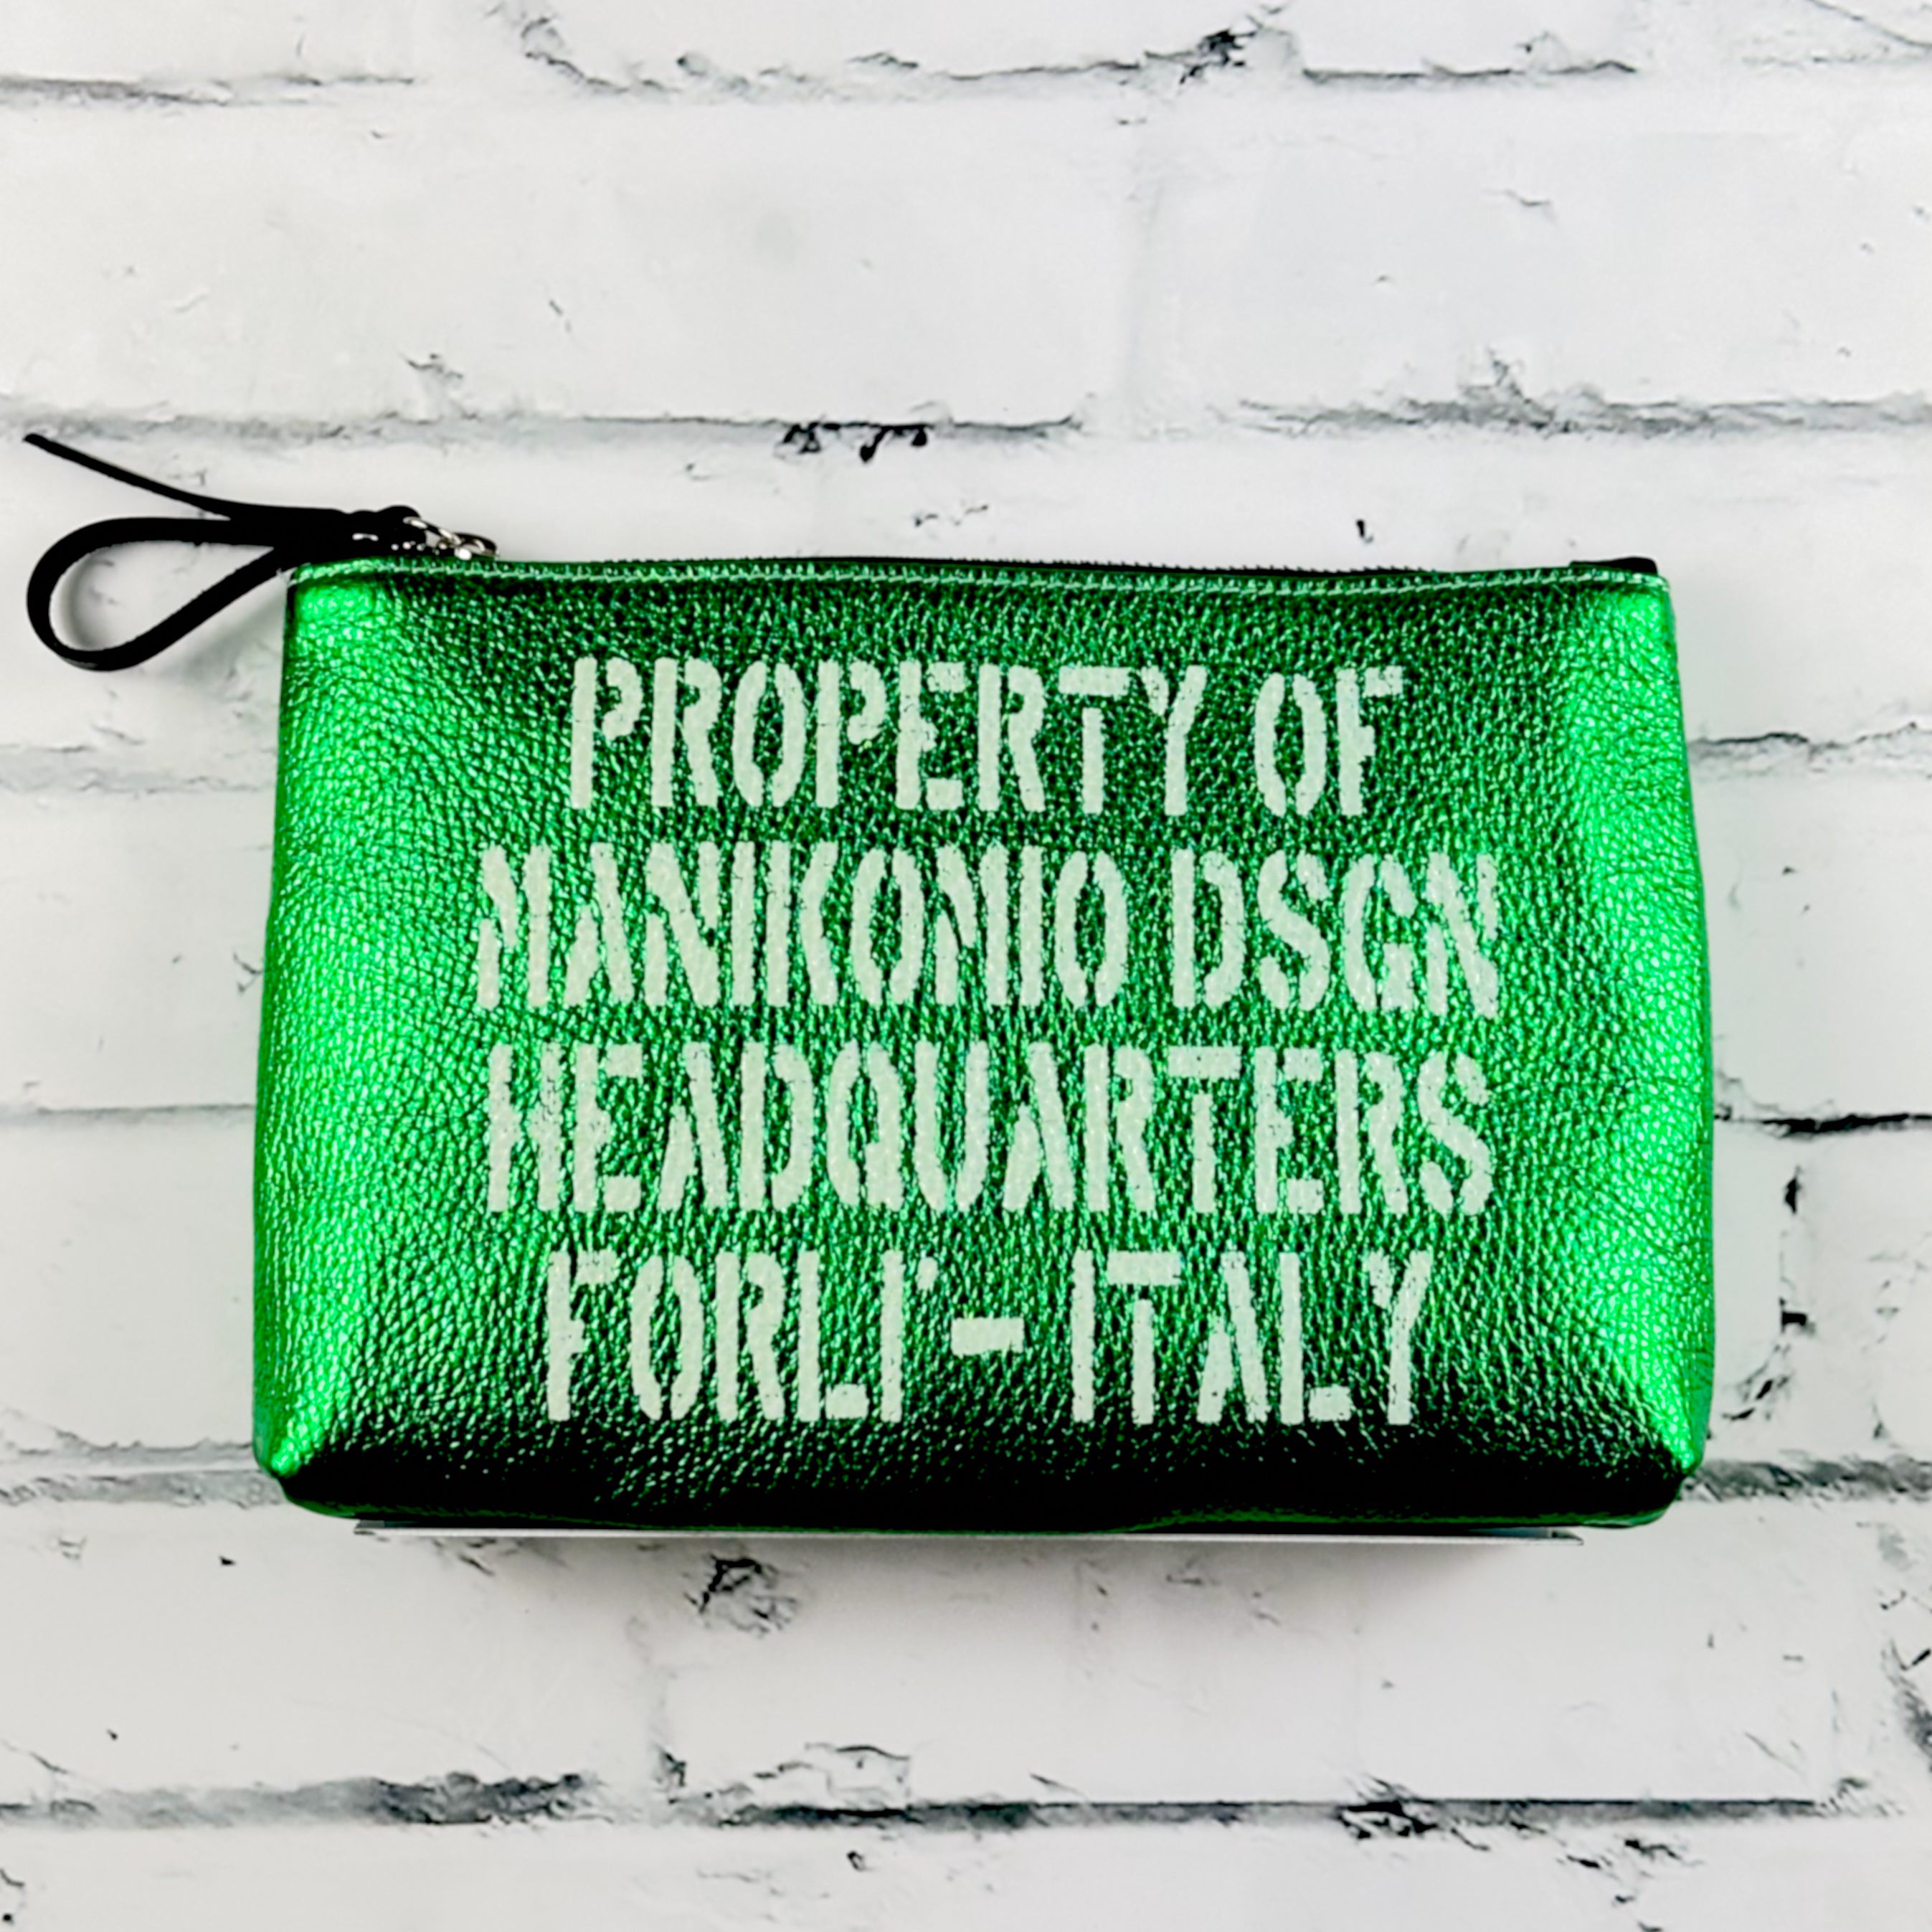 PROPERTY OF
MANIKOMIO DSGN
HEADQUARTERS
FORLI' - ITALY